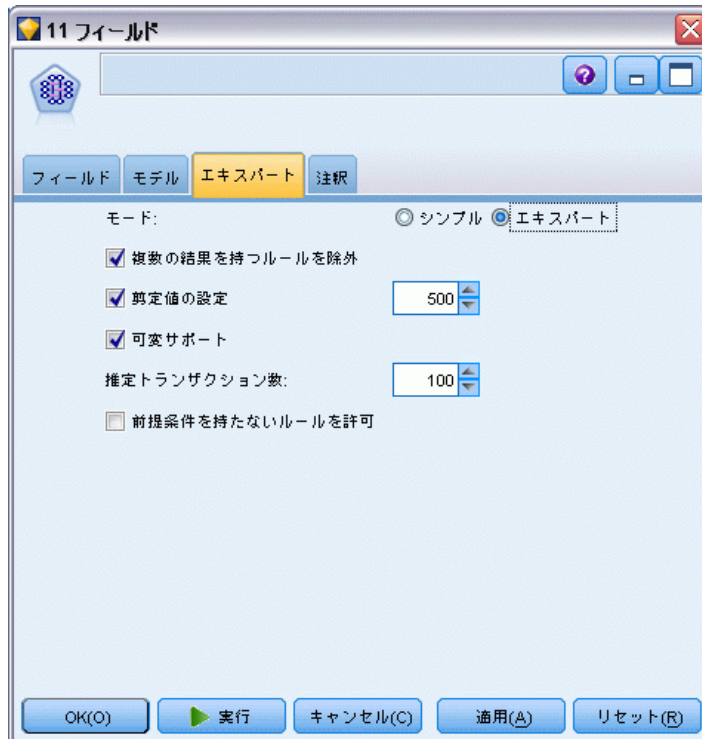 11 フィールド
フィールド モデル エキスパート 注釈
モード: シンプル エキスパート
複数の結果を持つルールを除外
剪定値の設定 500
可変サポート
推定トランザクション数: 100
前提条件を持たないルールを許可
OK(O) 実行 キャンセル(C) 適用(A) リセット(R)